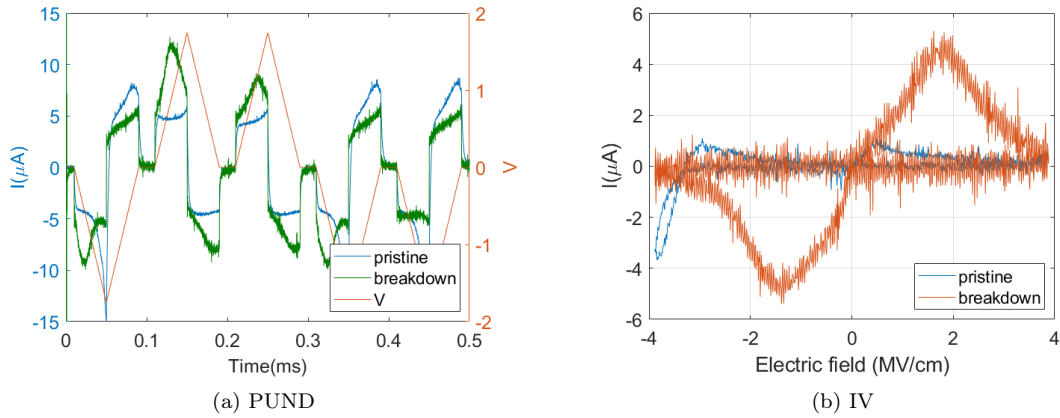 15
10
5
0
-5
-10
-15
I(μA)
2
1
0
-1
-2
V
0
0.1
0.2
0.3
0.4
0.5
Time(ms)
pristine
breakdown
V
(a) PUND
6
4
2
0
-2
-4
-6
I(μA)
-4
-2
0
2
4
Electric field (MV/cm)
pristine
breakdown
(b) IV